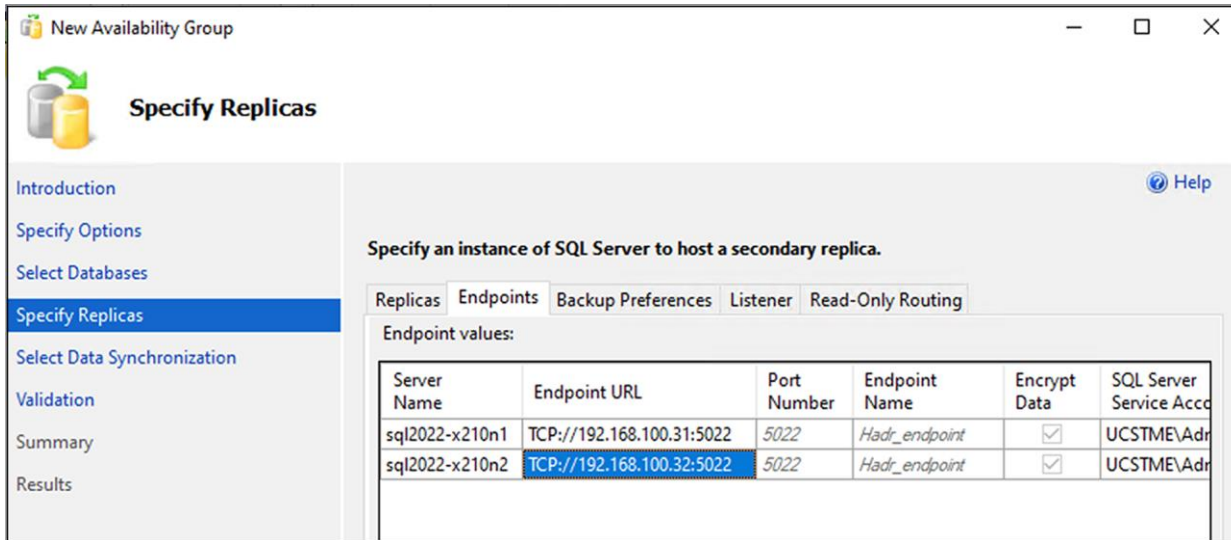 New Availability Group
Specify Replicas
Introduction
Specify Options
Select Databases
Specify Replicas
Select Data Synchronization
Validation
Summary
Results
Help
Specify an instance of SQL Server to host a secondary replica.
Replicas Endpoints Backup Preferences Listener Read-Only Routing
Endpoint values:
Server Name Endpoint URL Port Number Endpoint Name Encrypt Data SQL Server Service Acco
sql2022-x210n1 TCP://192.168.100.31:5022 5022 Hadr_endpoint UCSTME\Adr
sql2022-x210n2 TCP://192.168.100.32:5022 5022 Hadr_endpoint UCSTME\Adr